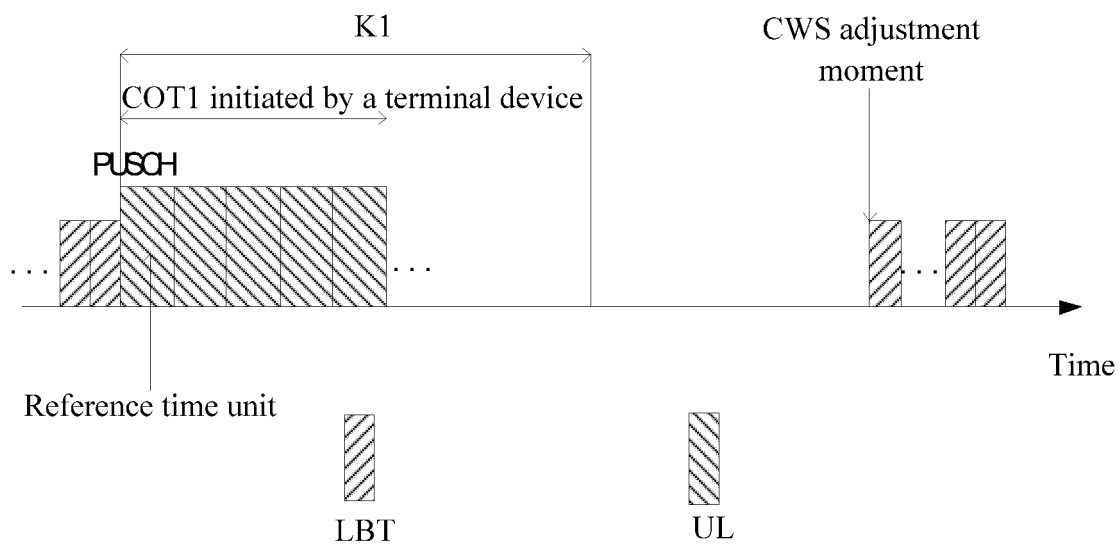 K1
CWS adjustment
moment
COT1 initiated by a terminal device
PUSCH
...
...
...
Time
Reference time unit
LBT
UL